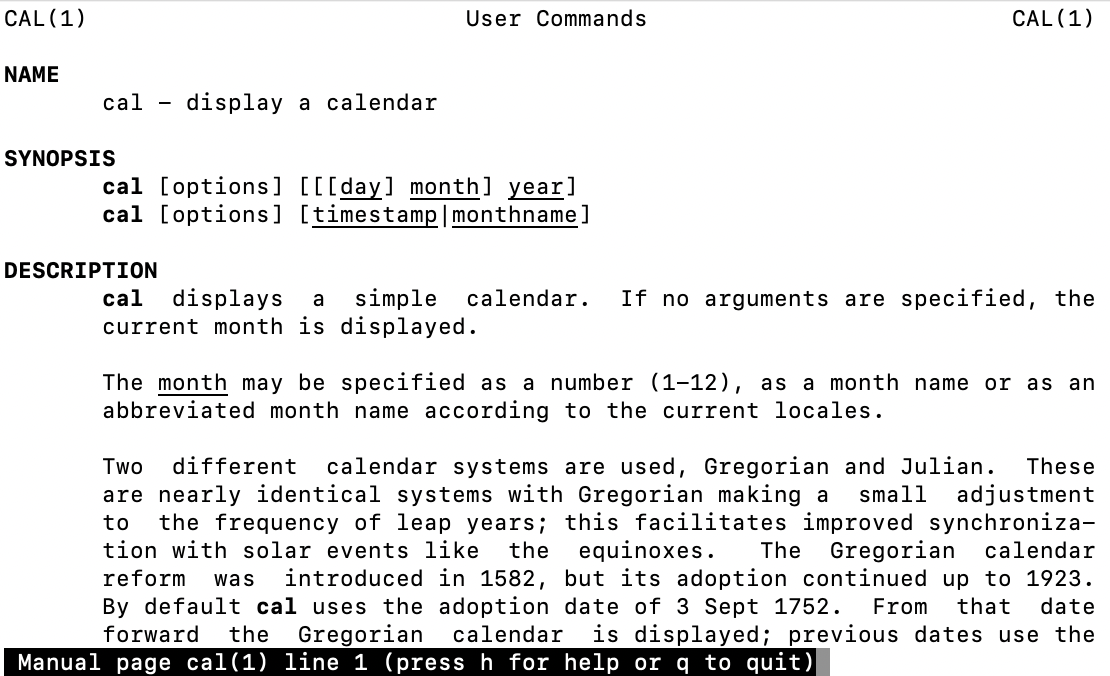 CAL(1) User Commands CAL(1)
NAME
cal – display a calendar
SYNOPSIS
cal [options] [[[day] month] year]
cal [options] [timestamp|monthname]
DESCRIPTION
cal displays a simple calendar. If no arguments are specified, the
current month is displayed.
The month may be specified as a number (1–12), as a month name or as an
abbreviated month name according to the current locales.
Two different calendar systems are used, Gregorian and Julian. These
are nearly identical systems with Gregorian making a small adjustment
to the frequency of leap years; this facilitates improved synchroniza–
tion with solar events like the equinoxes. The Gregorian calendar
reform was introduced in 1582, but its adoption continued up to 1923.
By default cal uses the adoption date of 3 Sept 1752. From that date
forward the Gregorian calendar is displayed; previous dates use the
Manual page cal(1) line 1 (press h for help or q to quit)